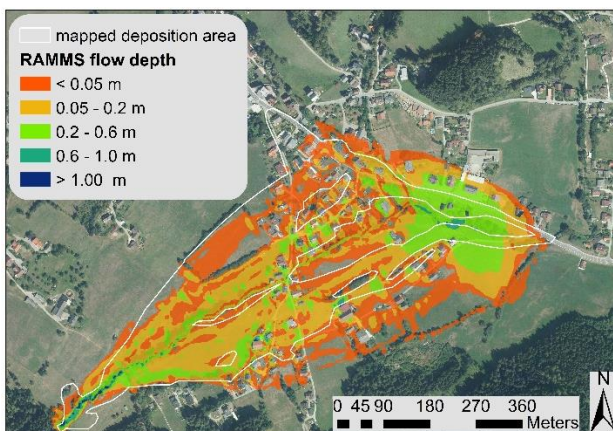 mapped deposition area
RAMMS flow depth
< 0.05 m
0.05 - 0.2 m
0.2 - 0.6 m
0.6 - 1.0 m
> 1.00 m
N
0 45 90 180 270 360
Meters